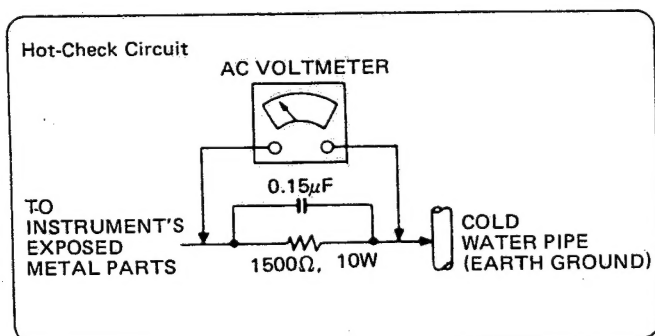 Hot-Check Circuit
AC VOLTMETER
0.15μF
TO
INSTRUMENT'S
EXPOSED
METAL PARTS
1500Ω, 10W
COLD
WATER PIPE
(EARTH GROUND)